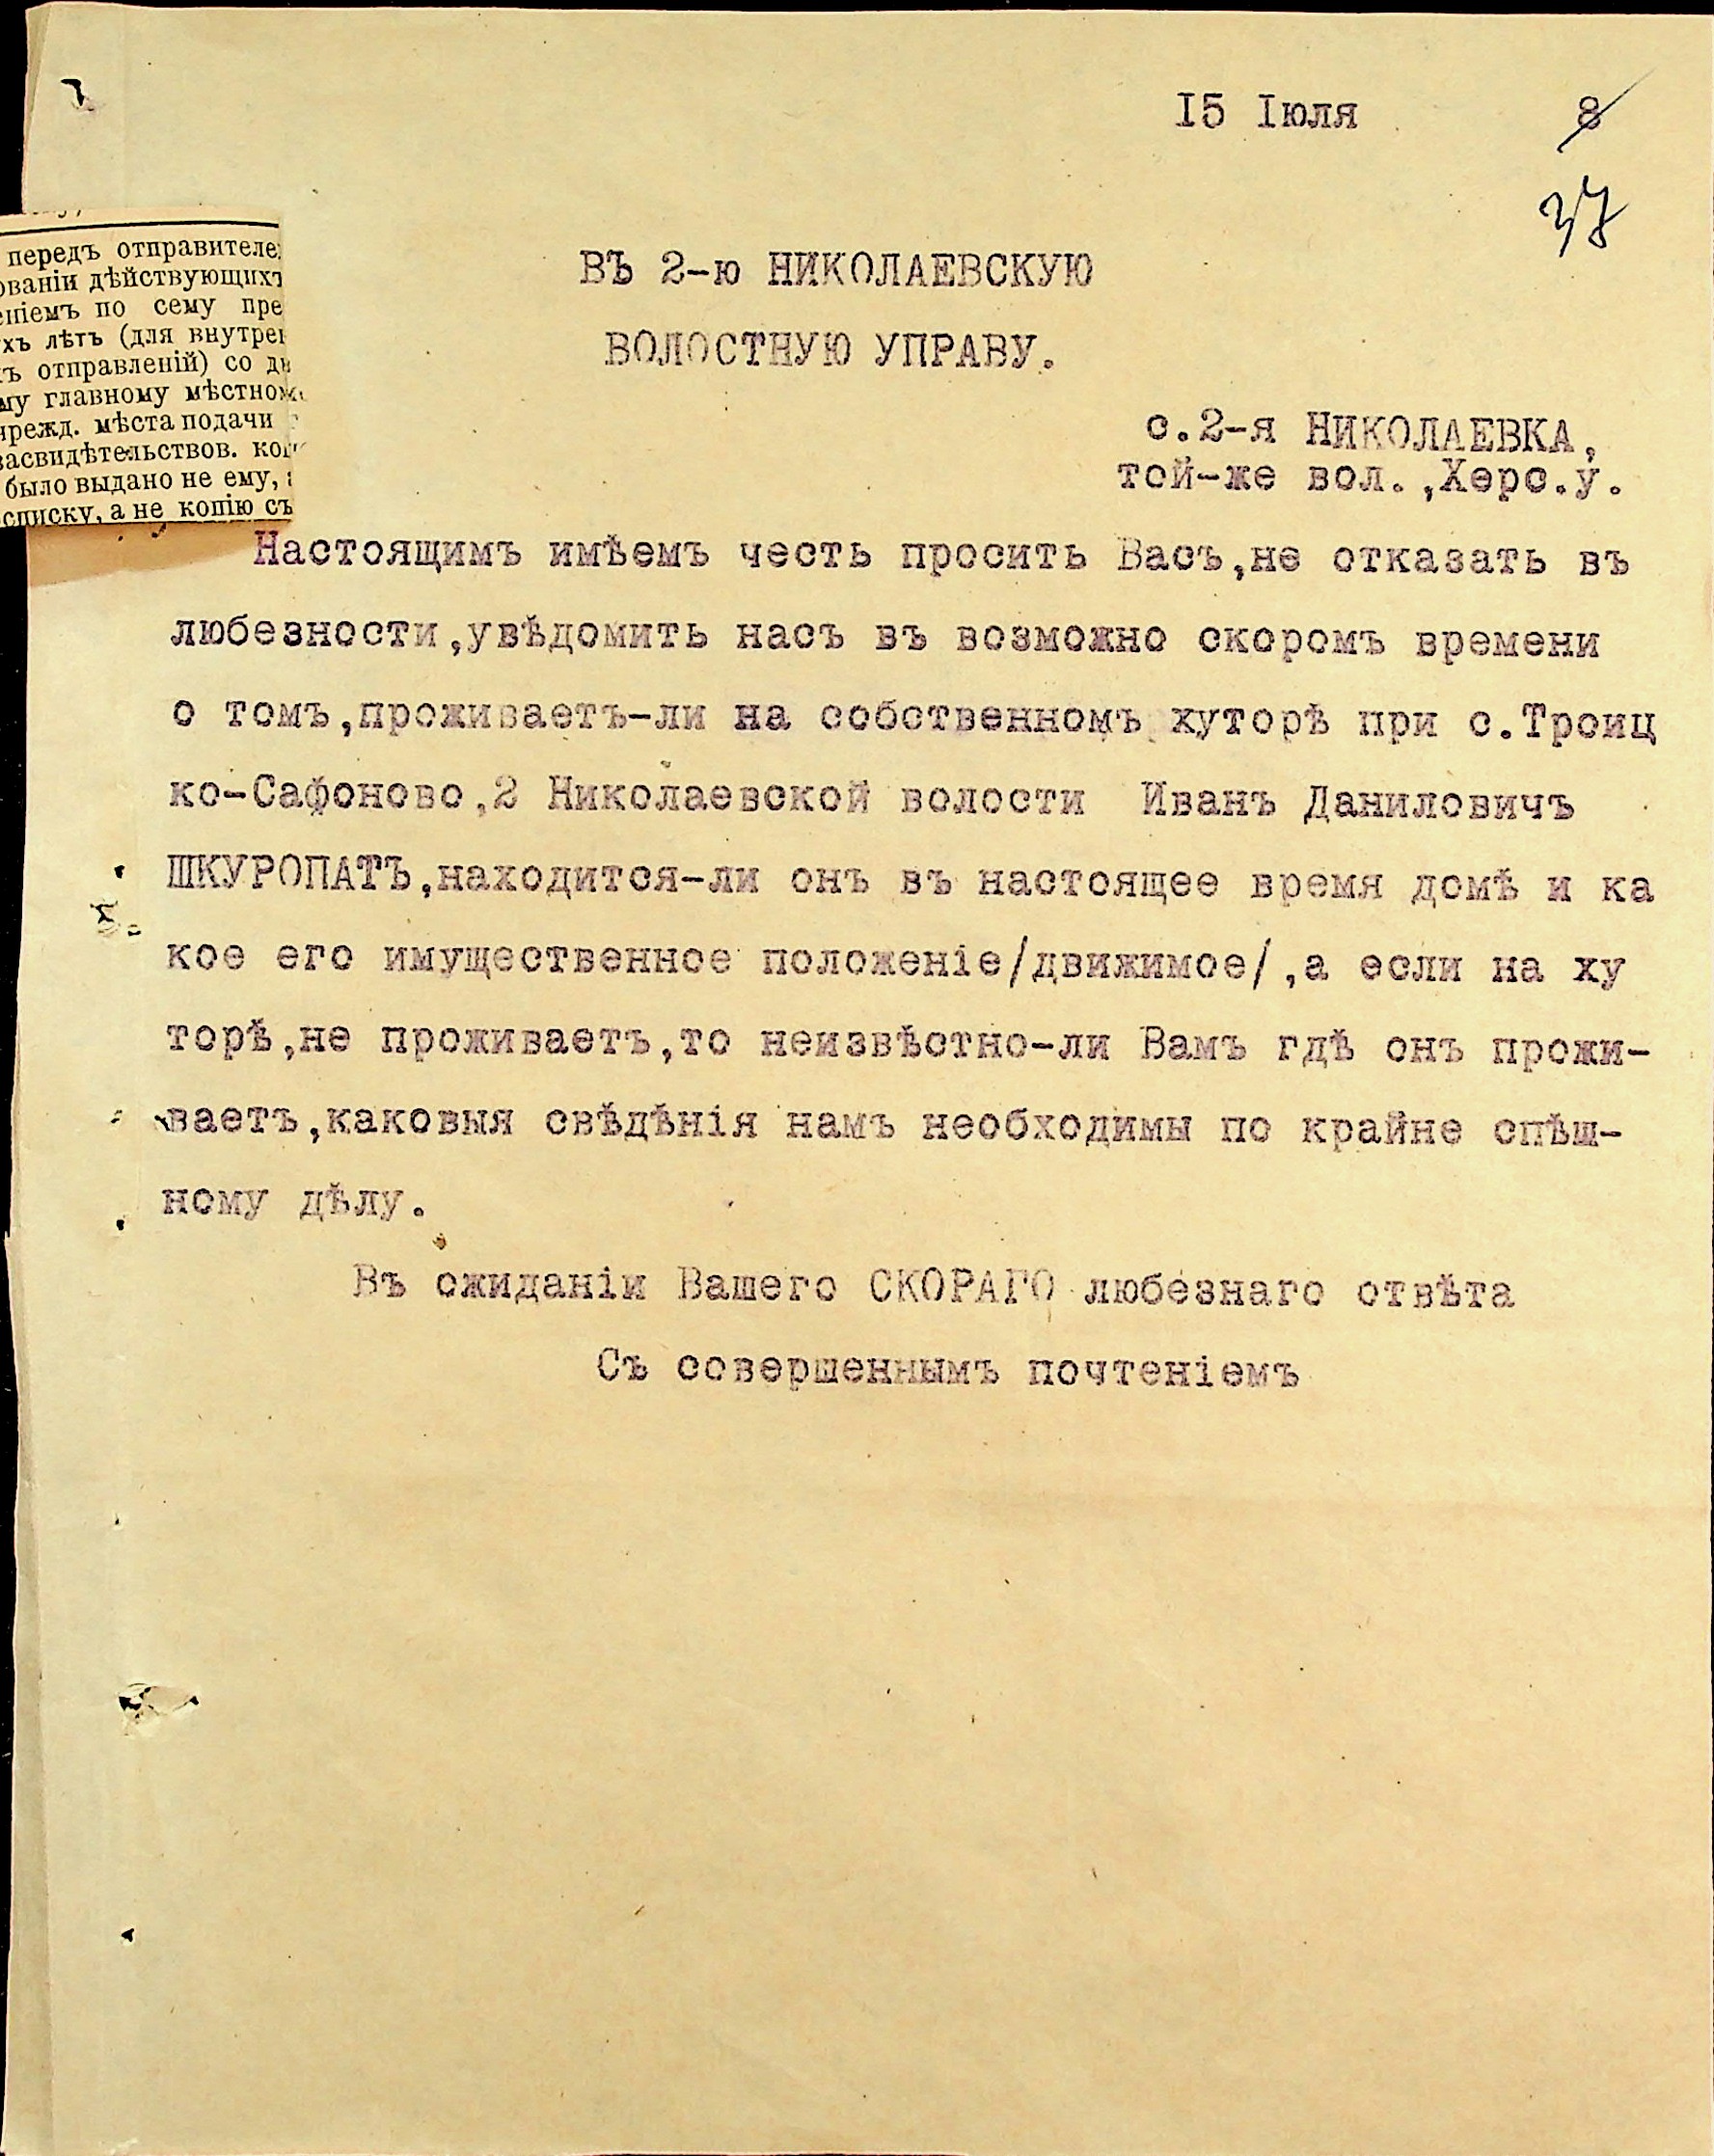 15 Іюля 8
37
перед отправителе
ованіи дѣйствующихъ
еніемъ по сему пре
хъ лѣтъ (для внутрен
ъ отправленій) со дн
му главному мѣстном
чрежд. мѣста подачи
засвидѣтельствов. коп
было выдано не ему, а
списку, а не копію съ
ВЪ 2-ю НИКОЛАЕВСКУЮ
ВОЛОСТНУЮ УПРАВУ.
с.2-я НИКОЛАЕВКА,
той-же вол.,Херс.у.
Настоящимъ имѣемъ честь просить Васъ,не отказать въ
любезности,увѣдомить насъ въ возможно скоромъ времени
о томъ,проживаетъ-ли на собственномъ хуторѣ при с.Троиц
ко-Сафоново,2 Николаевской волости Иванъ Даниловичъ
ШКУРОПАТЪ,находится-ли онъ въ настоящее время домѣ и ка
кое его имущественное положеніе/движимое/,а если на ху
торѣ,не проживаетъ,то неизвѣстно-ли Вамъ гдѣ онъ прожи-
ваетъ,каковыя свѣдѣнія намъ необходимы по крайне спѣш-
ному дѣлу.
Въ ожиданіи Вашего СКОРАГО любезнаго отвѣта
Съ совершеннымъ почтеніемъ